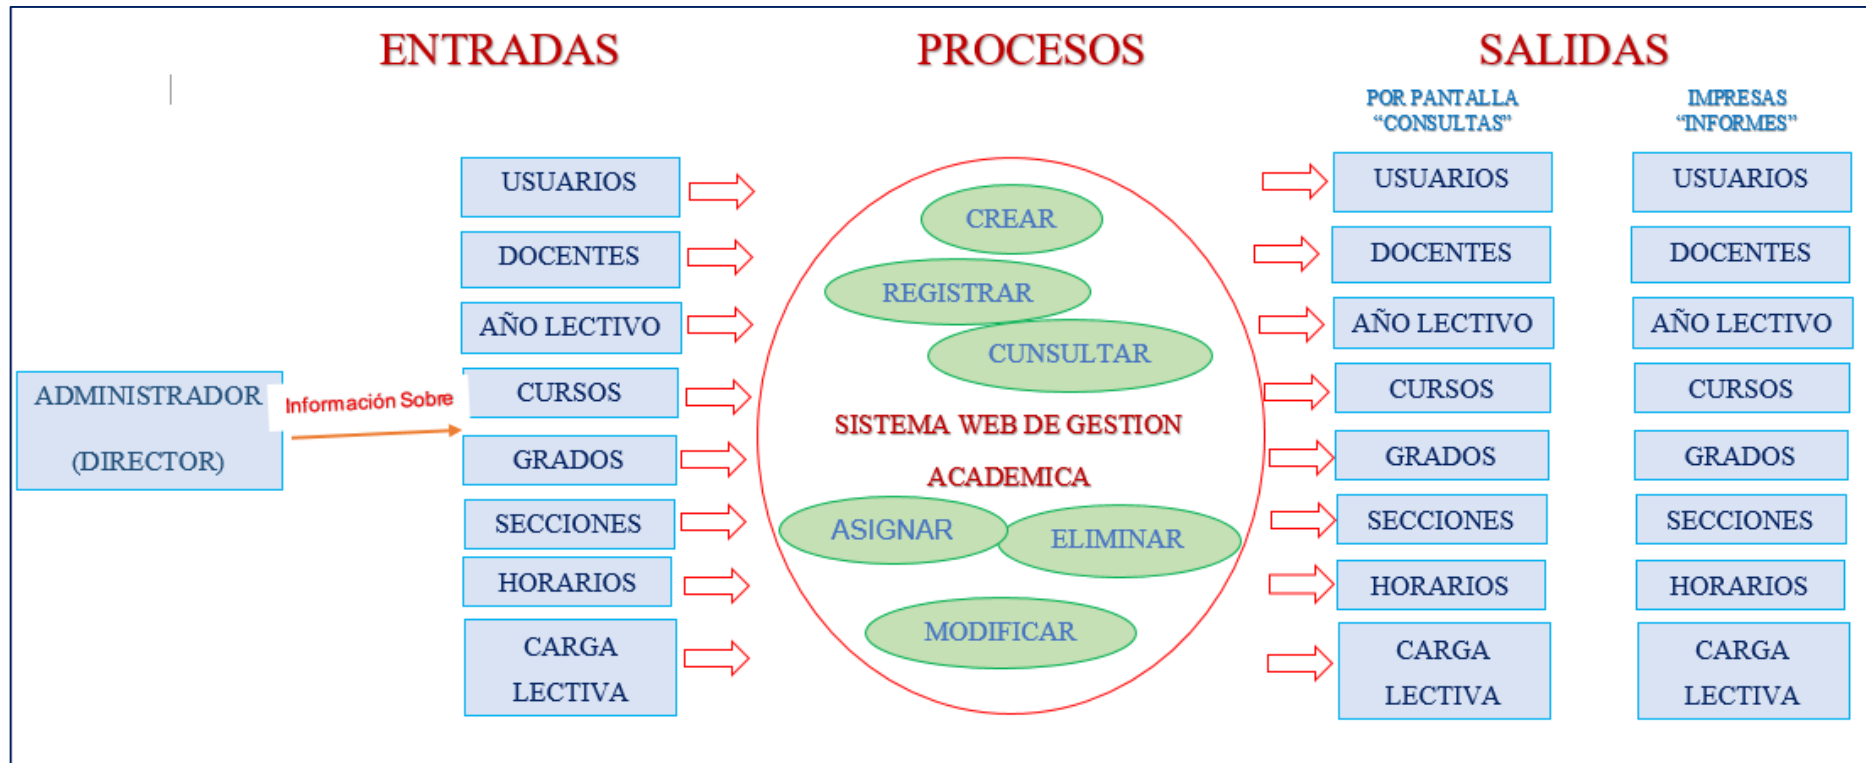 ENTRADAS
PROCESOS
SALIDAS
POR PANTALLA
“CONSULTAS”
IMPRESAS
“INFORMES”
ADMINISTRADOR
(DIRECTOR)
Información Sobre
USUARIOS
DOCENTES
AÑO LECTIVO
CURSOS
GRADOS
SECCIONES
HORARIOS
CARGA
LECTIVA
CREAR
REGISTRAR
CUNSULTAR
SISTEMA WEB DE GESTION
ACADEMICA
ASIGNAR
ELIMINAR
MODIFICAR
USUARIOS
DOCENTES
AÑO LECTIVO
CURSOS
GRADOS
SECCIONES
HORARIOS
CARGA
LECTIVA
USUARIOS
DOCENTES
AÑO LECTIVO
CURSOS
GRADOS
SECCIONES
HORARIOS
CARGA
LECTIVA